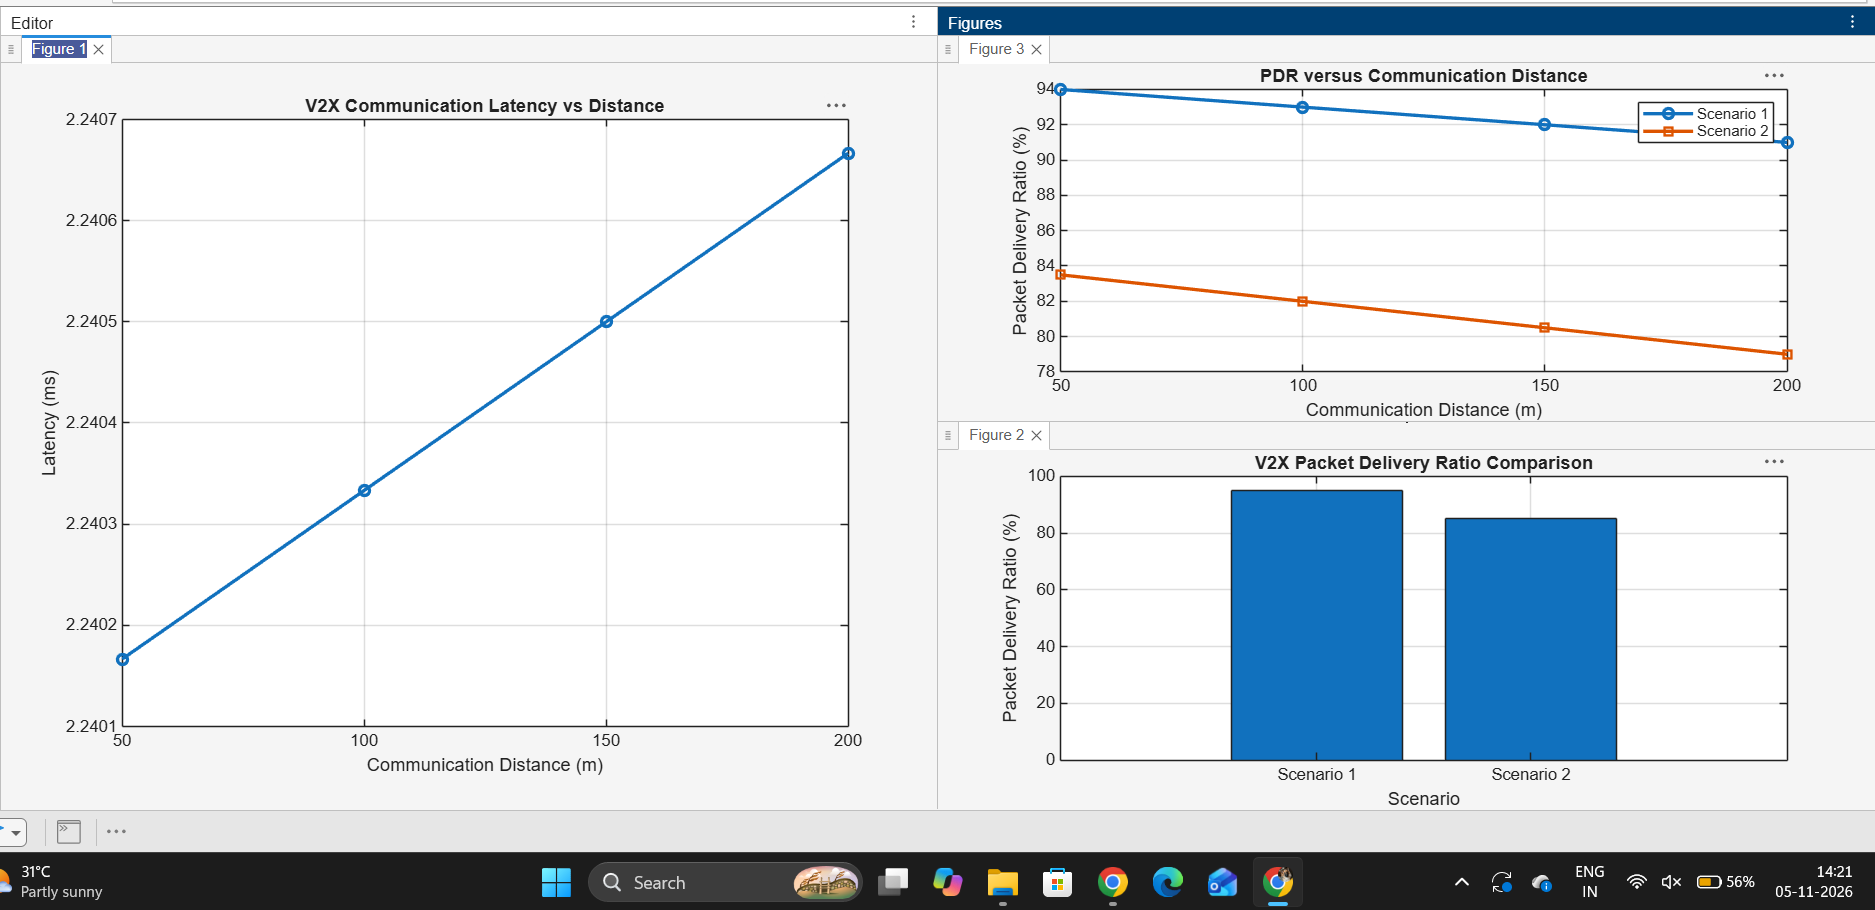 Editor
Figure 1
V2X Communication Latency vs Distance
2.2407
2.2406
2.2405
2.2404
2.2403
2.2402
2.2401
Latency (ms)
50 100 150 200
Communication Distance (m)
Figures
Figure 3
PDR versus Communication Distance
94
92
90
88
86
84
82
80
78
Packet Delivery Ratio (%)
Scenario 1
Scenario 2
50 100 150 200
Communication Distance (m)
Figure 2
V2X Packet Delivery Ratio Comparison
100
80
60
40
20
0
Packet Delivery Ratio (%)
Scenario 1 Scenario 2
Scenario
31°C
Partly sunny
Search
ENG
IN
56%
14:21
05-11-2026